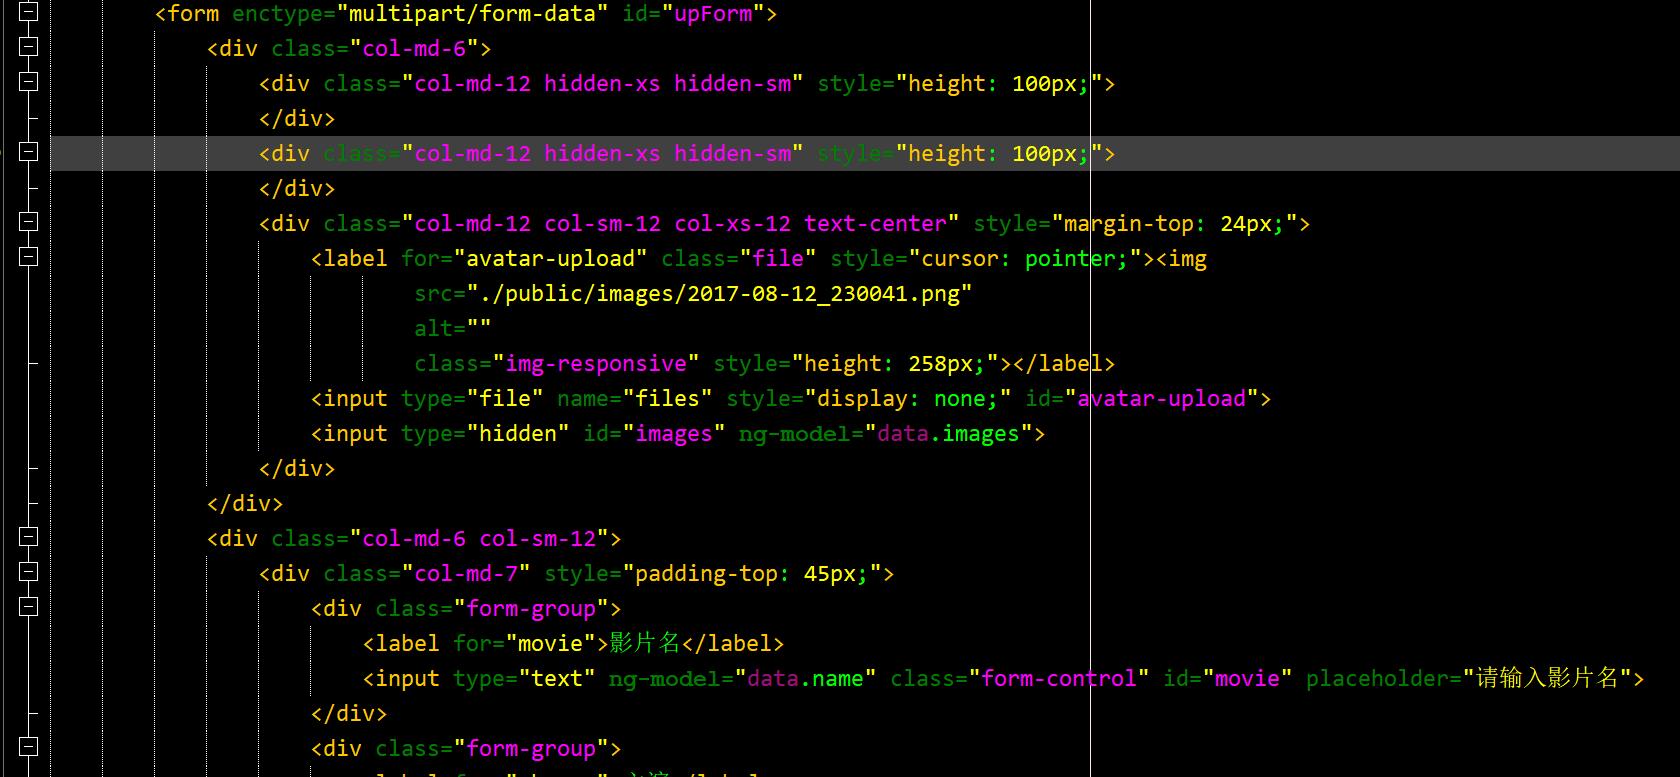 <form enctype="multipart/form-data" id="upForm">
<div class="col-md-6">
<div class="col-md-12 hidden-xs hidden-sm" style="height: 100px;">
</div>
<div class="col-md-12 hidden-xs hidden-sm" style="height: 100px;">
</div>
<div class="col-md-12 col-sm-12 col-xs-12 text-center" style="margin-top: 24px;">
<label for="avatar-upload" class="file" style="cursor: pointer;"><img
src="./public/images/2017-08-12_230041.png"
alt=""
class="img-responsive" style="height: 258px;"></label>
<input type="file" name="files" style="display: none;" id="avatar-upload">
<input type="hidden" id="images" ng-model="data.images">
</div>
</div>
<div class="col-md-6 col-sm-12">
<div class="col-md-7" style="padding-top: 45px;">
<div class="form-group">
<label for="movie">影片名</label>
<input type="text" ng-model="data.name" class="form-control" id="movie" placeholder="请输入影片名">
</div>
<div class="form-group">